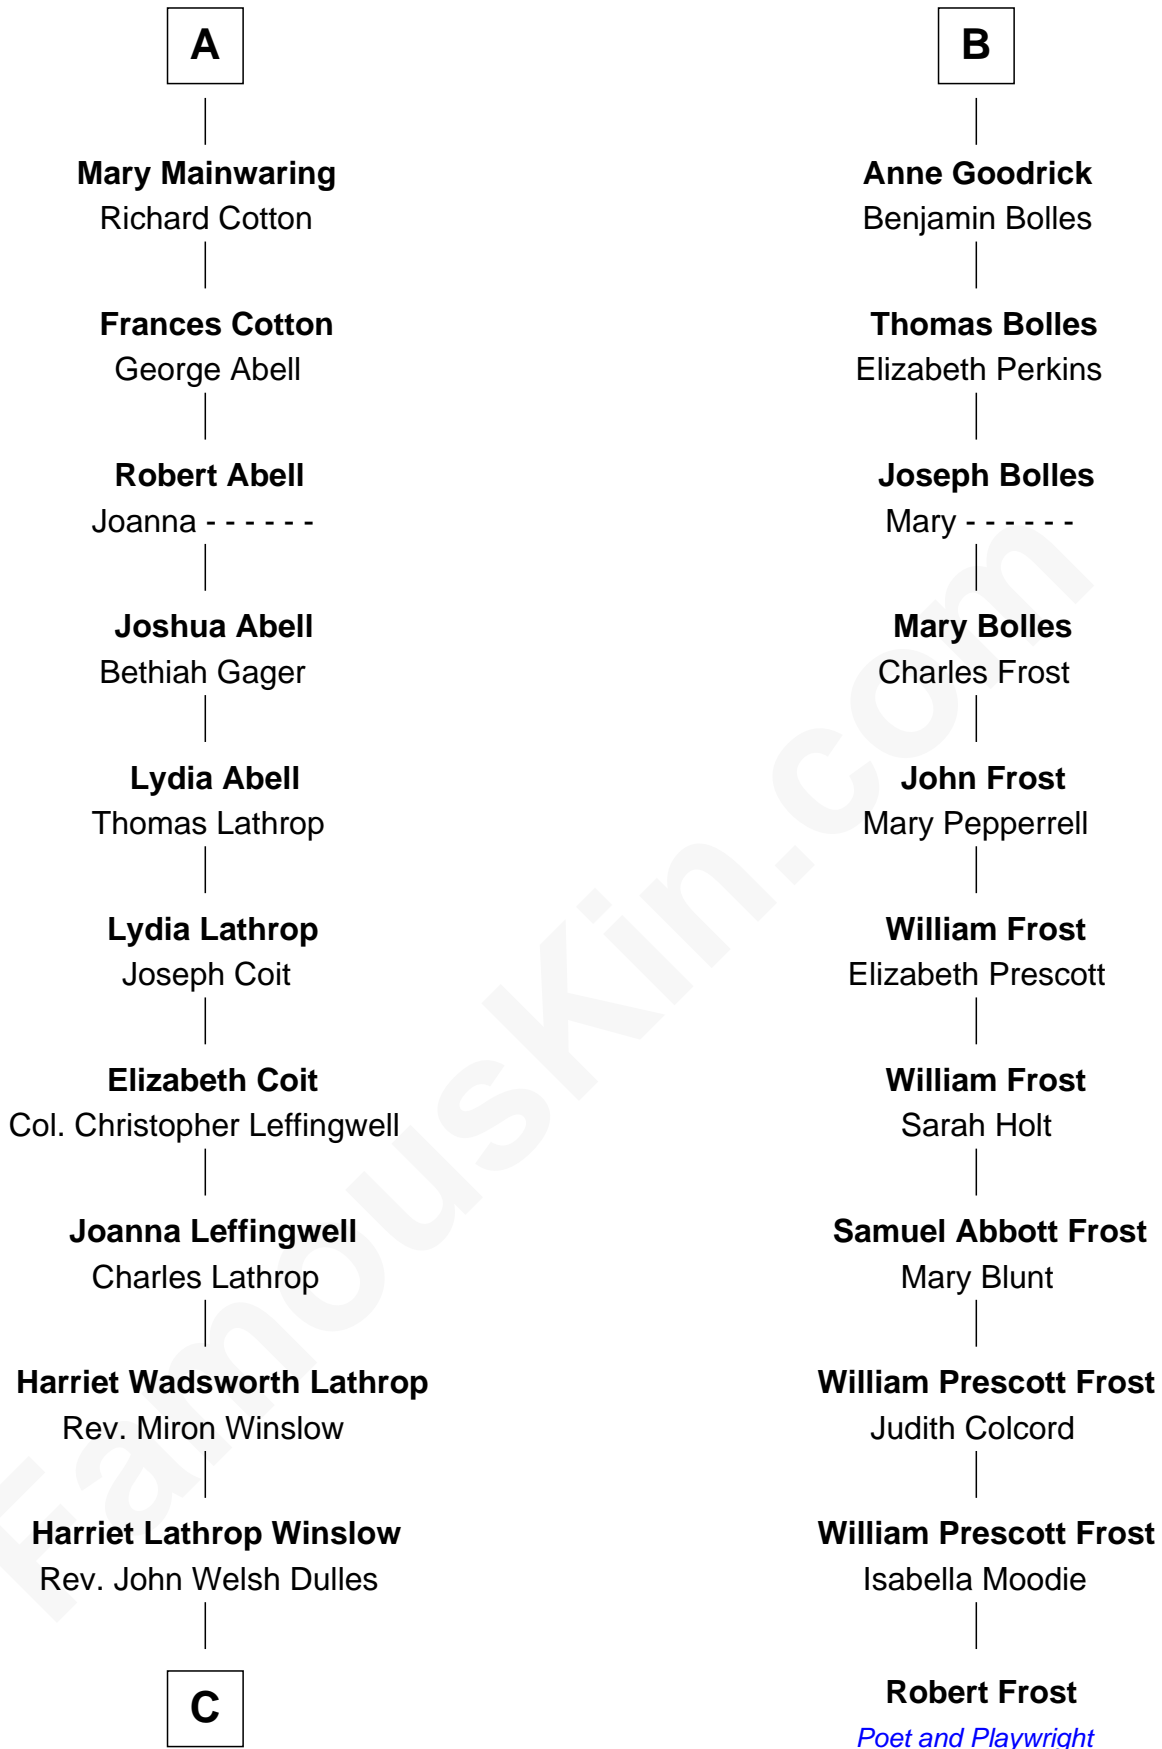 A
Mary Mainwaring
Richard Cotton
Frances Cotton
George Abell
Robert Abell
Joanna - - - - - -
Joshua Abell
Bethiah Gager
Lydia Abell
Thomas Lathrop
Lydia Lathrop
Joseph Coit
Elizabeth Coit
Col. Christopher Leffingwell
Joanna Leffingwell
Charles Lathrop
Harriet Wadsworth Lathrop
Rev. Miron Winslow
Harriet Lathrop Winslow
Rev. John Welsh Dulles
C
B
Anne Goodrick
Benjamin Bolles
Thomas Bolles
Elizabeth Perkins
Joseph Bolles
Mary - - - - - -
Mary Bolles
Charles Frost
John Frost
Mary Pepperrell
William Frost
Elizabeth Prescott
William Frost
Sarah Holt
Samuel Abbott Frost
Mary Blunt
William Prescott Frost
Judith Colcord
William Prescott Frost
Isabella Moodie
Robert Frost
Poet and Playwright
FamousKin.com